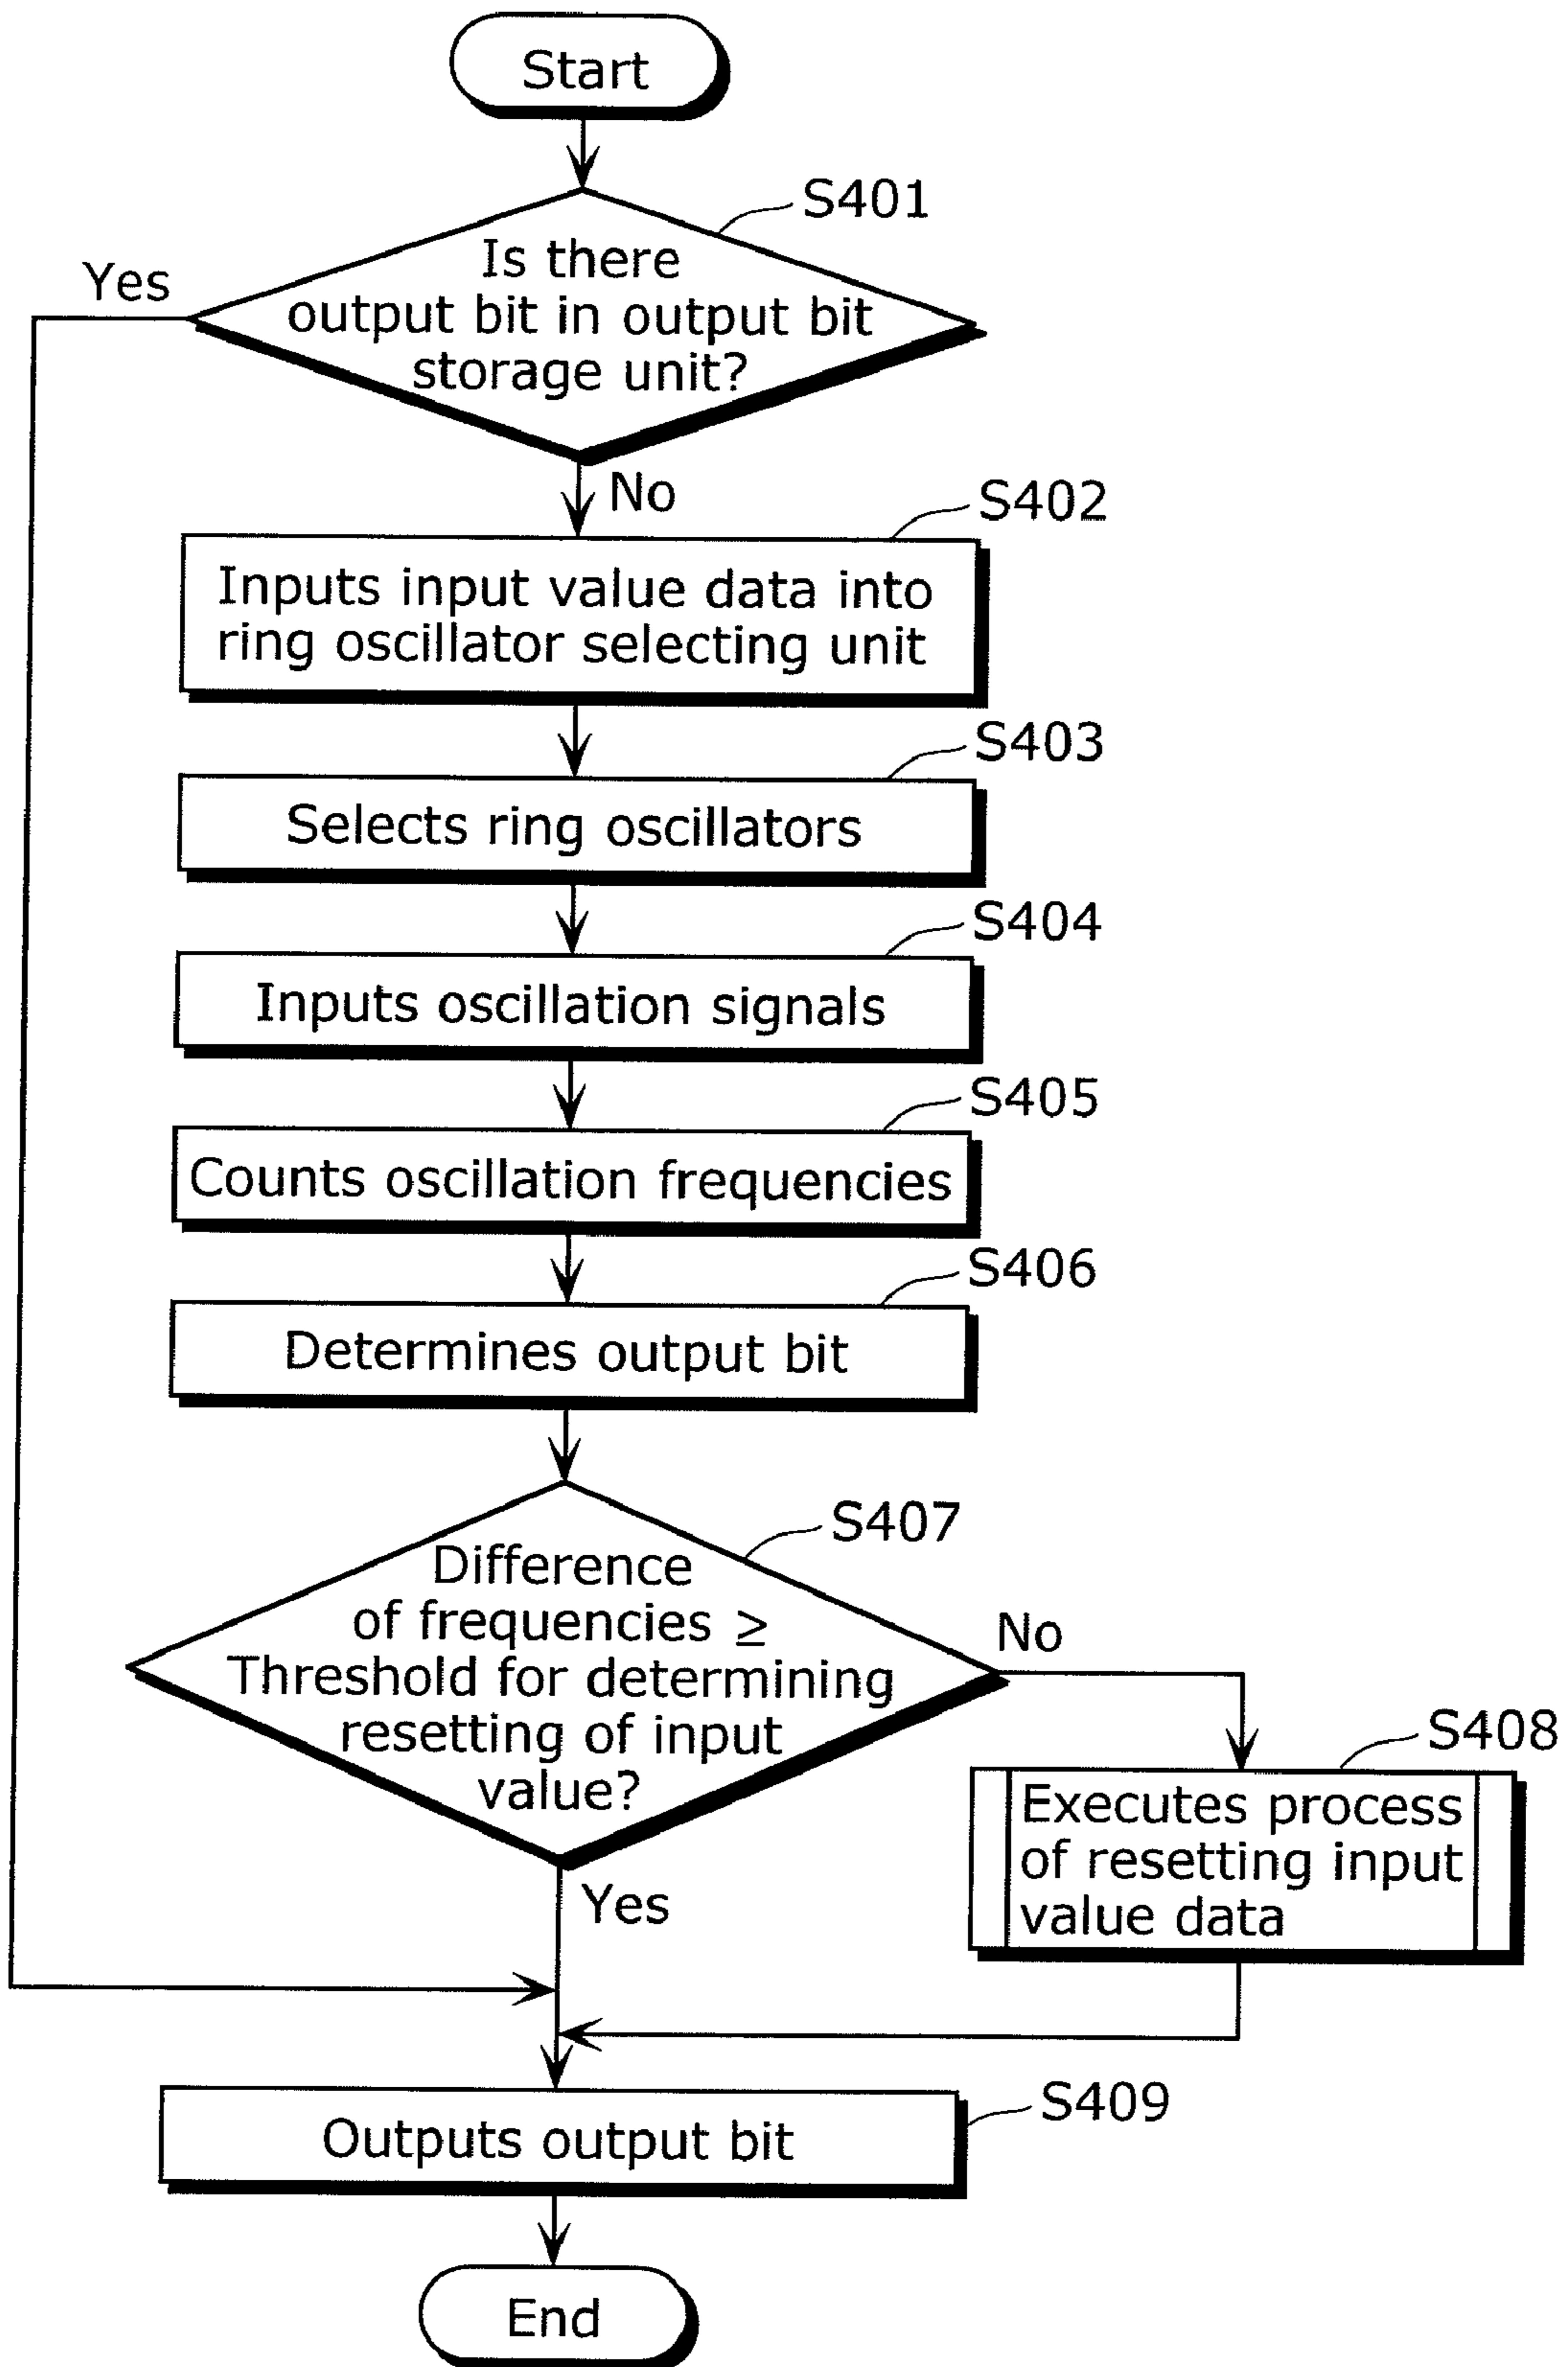 Start
S401
Is there
output bit in output bit
storage unit?
Yes
No
S402
Inputs input value data into
ring oscillator selecting unit
S403
Selects ring oscillators
S404
Inputs oscillation signals
S405
Counts oscillation frequencies
S406
Determines output bit
S407
Difference
of frequencies ≥
Threshold for determining
resetting of input
value?
No
S408
Executes process
of resetting input
value data
Yes
S409
Outputs output bit
End